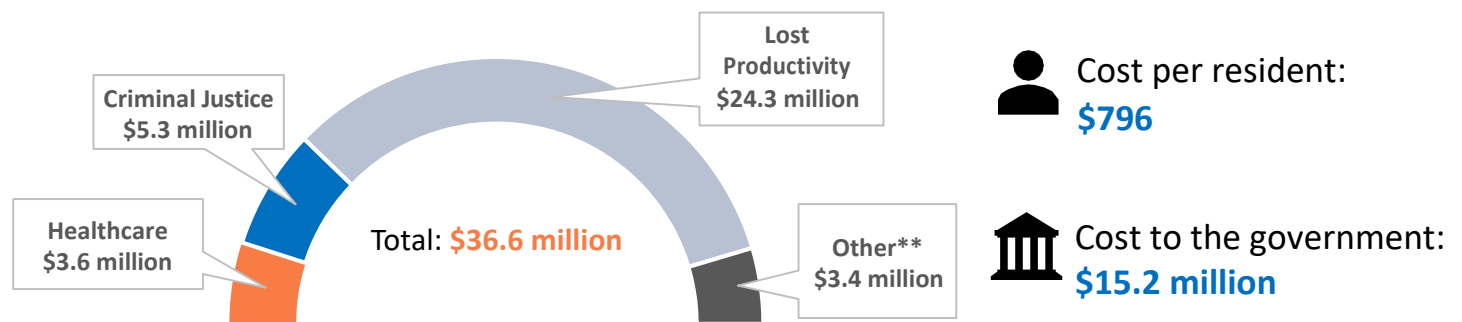 Lost
Productivity
$24.3 million
Criminal Justice
$5.3 million
Healthcare
$3.6 million
Total: $36.6 million
Other**
$3.4 million
Cost per resident:
$796
Cost to the government:
$15.2 million